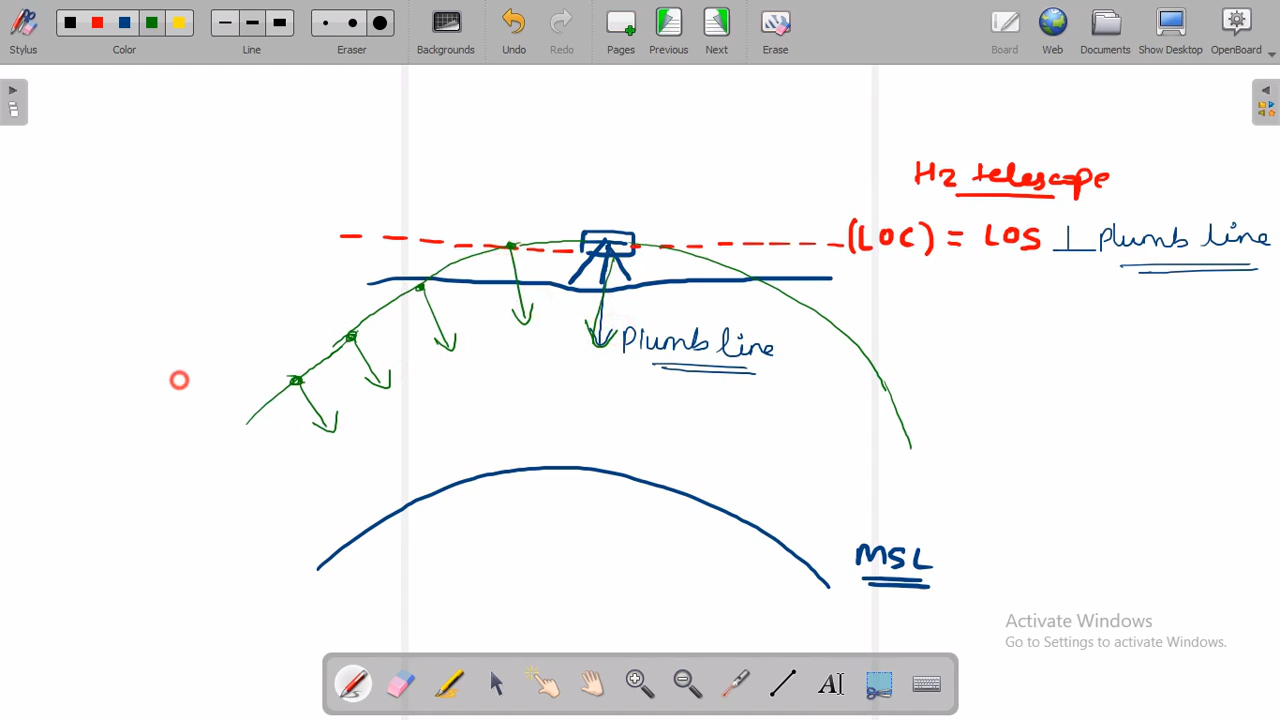 Stylus
Color
Line
Eraser
Backgrounds
Undo
Redo
Pages
Previous
Next
Erase
Board
Web
Documents
Show Desktop
OpenBoard
HZ telescope
(LOC) = LOS ⊥ plumb line
Plumb line
MSL
Activate Windows
Go to Settings to activate Windows.
AI